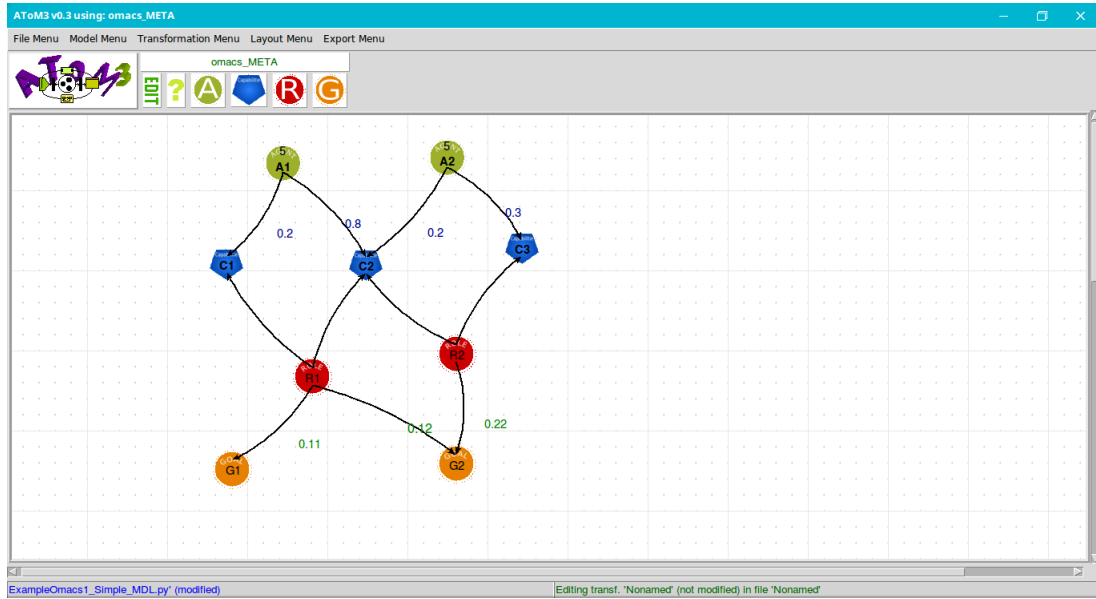 AToM3 v0.3 using: omacs_META
File Menu Model Menu Transformation Menu Layout Menu Export Menu
omacs_META
AToM3
EDIT ? A Capabilitie R G
5 5
A1 A2
0.2 0.8 0.2 0.3
C1 C2 C3
R1 R2
0.11 0.12 0.22
G1 G2
ExampleOmacs1_Simple_MDL.py' (modified) Editing transf. 'Nonamed' (not modified) in file 'Nonamed'